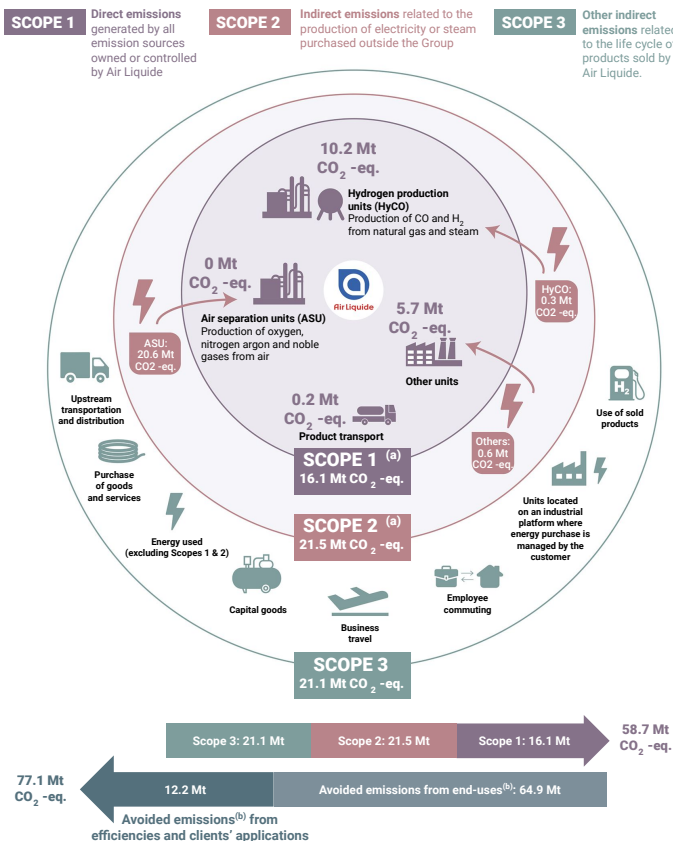 SCOPE 1
Direct emissions
generated by all
emission sources
owned or controlled
by Air Liquide
SCOPE 2
Indirect emissions related to the
production of electricity or steam
purchased outside the Group
SCOPE 3
Other indirect
emissions related
to the life cycle of
products sold by
Air Liquide.
10.2 Mt
CO2 -eq.
Hydrogen production
units (HyCO)
Production of CO and H2
from natural gas and steam
HyCO:
0.3 Mt
CO2 -eq.
0 Mt
CO2 -eq.
Air Liquide
Air separation units (ASU)
Production of oxygen,
nitrogen argon and noble
gases from air
ASU:
20.6 Mt
CO2 -eq.
5.7 Mt
CO2 -eq.
Other units
Others:
0.6 Mt
CO2 -eq.
0.2 Mt
CO2 -eq.
Product transport
SCOPE 1 (a)
16.1 Mt CO2 -eq.
SCOPE 2 (a)
21.5 Mt CO2 -eq.
Upstream
transportation
and distribution
Purchase
of goods
and services
Energy used
(excluding Scopes 1 & 2)
Capital goods
Business
travel
Employee
commuting
Units located
on an industrial
platform where
energy purchase is
managed by the
customer
H2
Use of sold
products
SCOPE 3
21.1 Mt CO2 -eq.
Scope 3: 21.1 Mt
Scope 2: 21.5 Mt
Scope 1: 16.1 Mt
58.7 Mt
CO2 -eq.
77.1 Mt
CO2 -eq.
12.2 Mt
Avoided emissions from end-uses(b): 64.9 Mt
Avoided emissions(b) from
efficiencies and clients' applications